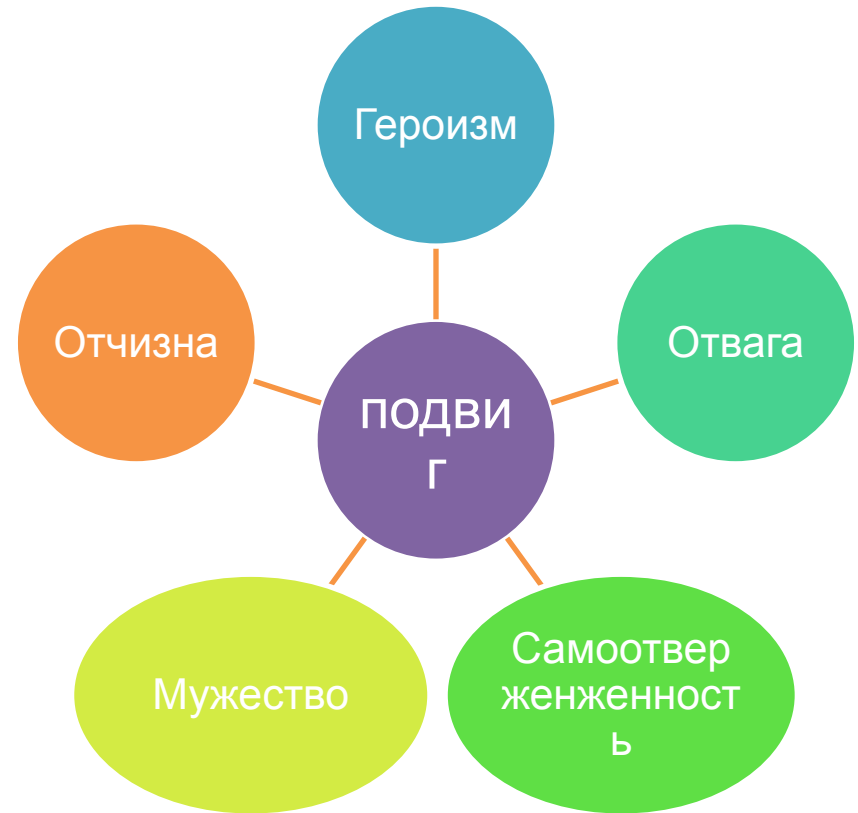 Героизм
Отчизна
Отвага
подви
г
Мужество
Самоотвер
женженност
ь